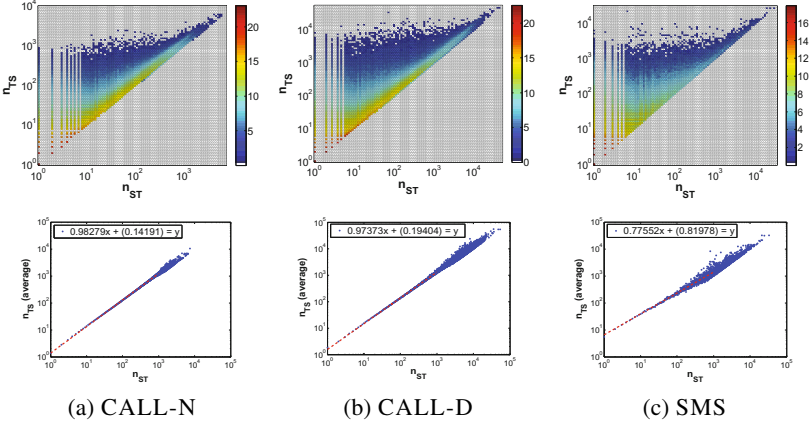 n_TS
10^4
10^3
10^2
10^1
10^0
10^0 10^1 10^2 10^3
n_ST
20
15
10
5
n_TS
10^4
10^3
10^2
10^1
10^0
10^0 10^1 10^2 10^3 10^4
n_ST
20
15
10
5
0
n_TS
10^4
10^3
10^2
10^1
10^0
10^0 10^1 10^2 10^3 10^4
n_ST
16
14
12
10
8
6
4
2
0.98279x + (0.14191) = y
n_TS (average)
10^5
10^4
10^3
10^2
10^1
10^0
10^0 10^1 10^2 10^3 10^4 10^5
n_ST
(a) CALL-N
0.97373x + (0.19404) = y
n_TS (average)
10^5
10^4
10^3
10^2
10^1
10^0
10^0 10^1 10^2 10^3 10^4 10^5
n_ST
(b) CALL-D
0.77552x + (0.81978) = y
n_TS (average)
10^5
10^4
10^3
10^2
10^1
10^0
10^0 10^1 10^2 10^3 10^4 10^5
n_ST
(c) SMS